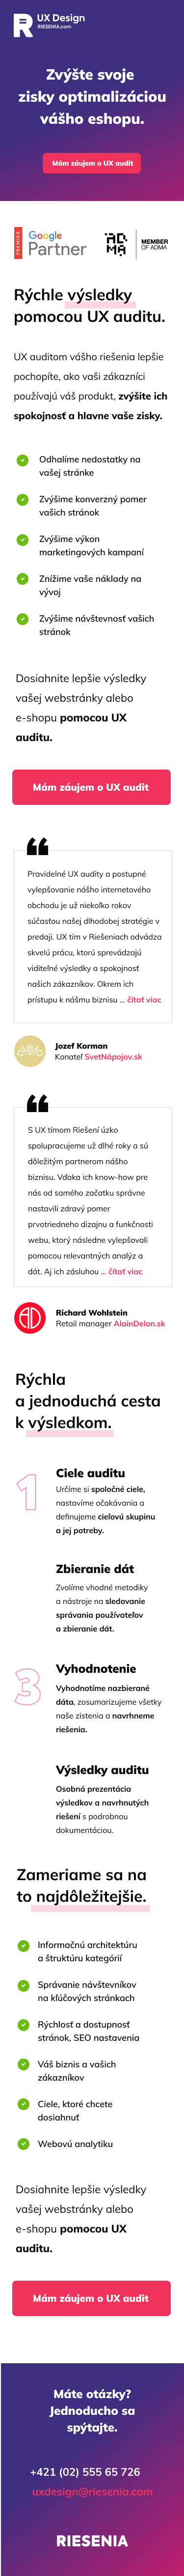 UX Design
RIESENIA.com
Zvýšte svoje
zisky optimalizáciou
vášho eshopu.
Mám záujem o UX audit
PREMIER
Google
Partner
MEMBER
OF ADMA
Rýchle výsledky
pomocou UX auditu.
UX auditom vášho riešenia lepšie
pochopíte, ako vaši zákazníci
používajú váš produkt, zvýšite ich
spokojnosť a hlavne vaše zisky.
Odhalíme nedostatky na
vašej stránke
Zvýšime konverzný pomer
vašich stránok
Zvýšime výkon
marketingových kampaní
Znížime vaše náklady na
vývoj
Zvýšime návštevnosť vašich
stránok
Dosiahnite lepšie výsledky
vašej webstránky alebo
e-shopu pomocou UX
auditu.
Mám záujem o UX audit
Pravidelné UX audity a postupné
vylepšovanie nášho internetového
obchodu je už niekoľko rokov
súčasťou našej dlhodobej stratégie v
predaji. UX tím v Riešeniach odvádza
skvelú prácu, ktorú sprevádzajú
viditeľné výsledky a spokojnosť
našich zákazníkov. Okrem ich
prístupu k nášmu biznisu ... čítať viac
Jozef Korman
Konateľ SvetNápojov.sk
S UX tímom Riešení úzko
spolupracujeme už dlhé roky a sú
dôležitým partnerom nášho
biznisu. Vďaka ich know-how pre
nás od samého začatku správne
nastavili zdravý pomer
prvotriedneho dizajnu a funkčnosti
webu, ktorý následne vylepšovali
pomocou relevantných analýz a
dát. Aj ich zásluhou ... čítať viac
Richard Wohlstein
Retail manager AlainDelon.sk
Rýchla
a jednoduchá cesta
k výsledkom.
1
Ciele auditu
Určíme si spoločné ciele,
nastavíme očakávania a
definujeme cieľovú skupinu
a jej potreby.
Zbieranie dát
Zvolíme vhodné metodiky
a nástroje na sledovanie
správania používateľov
a zbieranie dát.
3
Vyhodnotenie
Vyhodnotíme nazbierané
dáta, zosumarizujeme všetky
naše zistenia a navrhneme
riešenia.
Výsledky auditu
Osobná prezentácia
výsledkov a navrhnutých
riešení s podrobnou
dokumentáciou.
Zameriame sa na
to najdôležitejšie.
Informačnú architektúru
a štruktúru kategórií
Správanie návštevníkov
na kľúčových stránkach
Rýchlosť a dostupnosť
stránok, SEO nastavenia
Váš biznis a vašich
zákazníkov
Ciele, ktoré chcete
dosiahnuť
Webovú analytiku
Dosiahnite lepšie výsledky
vašej webstránky alebo
e-shopu pomocou UX
auditu.
Mám záujem o UX audit
Máte otázky?
Jednoducho sa
spýtajte.
+421 (02) 555 65 726
uxdesign@riesenia.com
RIESENIA